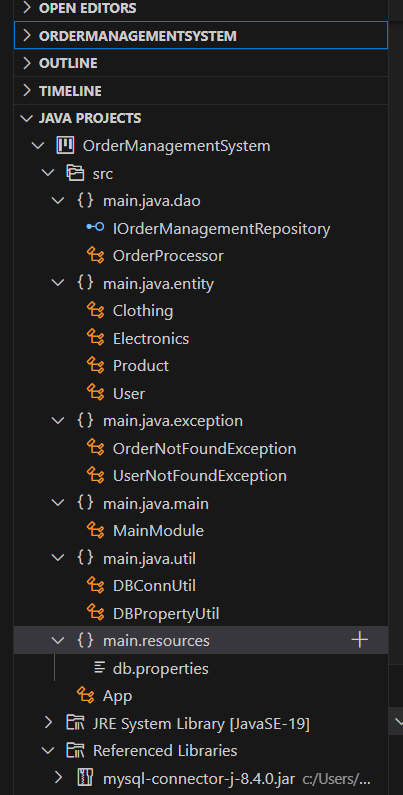 OPEN EDITORS
ORDERMANAGEMENTSYSTEM
OUTLINE
TIMELINE
JAVA PROJECTS
OrderManagementSystem
src
{} main.java.dao
IOrderManagementRepository
OrderProcessor
{} main.java.entity
Clothing
Electronics
Product
User
{} main.java.exception
OrderNotFoundException
UserNotFoundException
{} main.java.main
MainModule
{} main.java.util
DBConnUtil
DBPropertyUtil
{} main.resources
db.properties
App
JRE System Library [JavaSE-19]
Referenced Libraries
mysql-connector-j-8.4.0.jar c:/Users/...